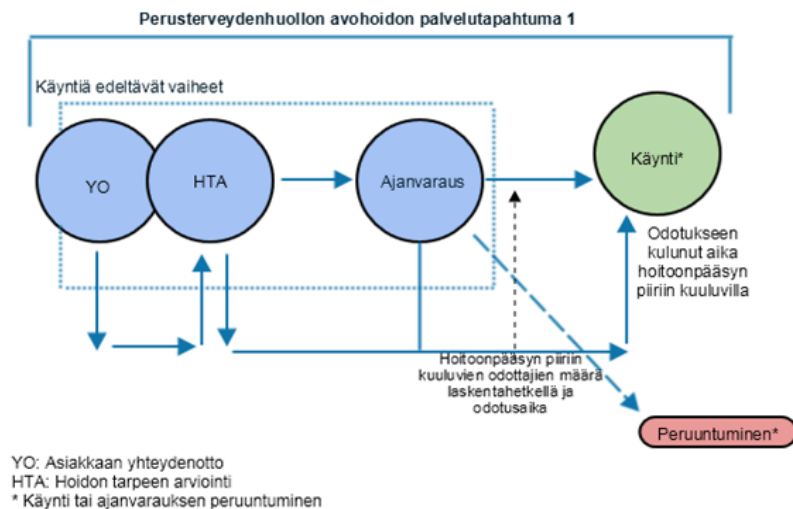 Perusterveydenhuollon avohoidon palvelutapahtuma 1
Käyntiä edeltävät vaiheet
YO
HTA
Ajanvaraus
Käynti*
Odotukseen
kulunut aika
hoitoonpääsyn
piiriin kuuluvilla
Hoitoonpääsyn piiriin
kuuluvien odottajien määrä
laskentahetkellä ja
odotusaika
Peruuntuminen*
YO: Asiakkaan yhteydenotto
HTA: Hoidon tarpeen arviointi
* Käynti tai ajanvarauksen peruuntuminen